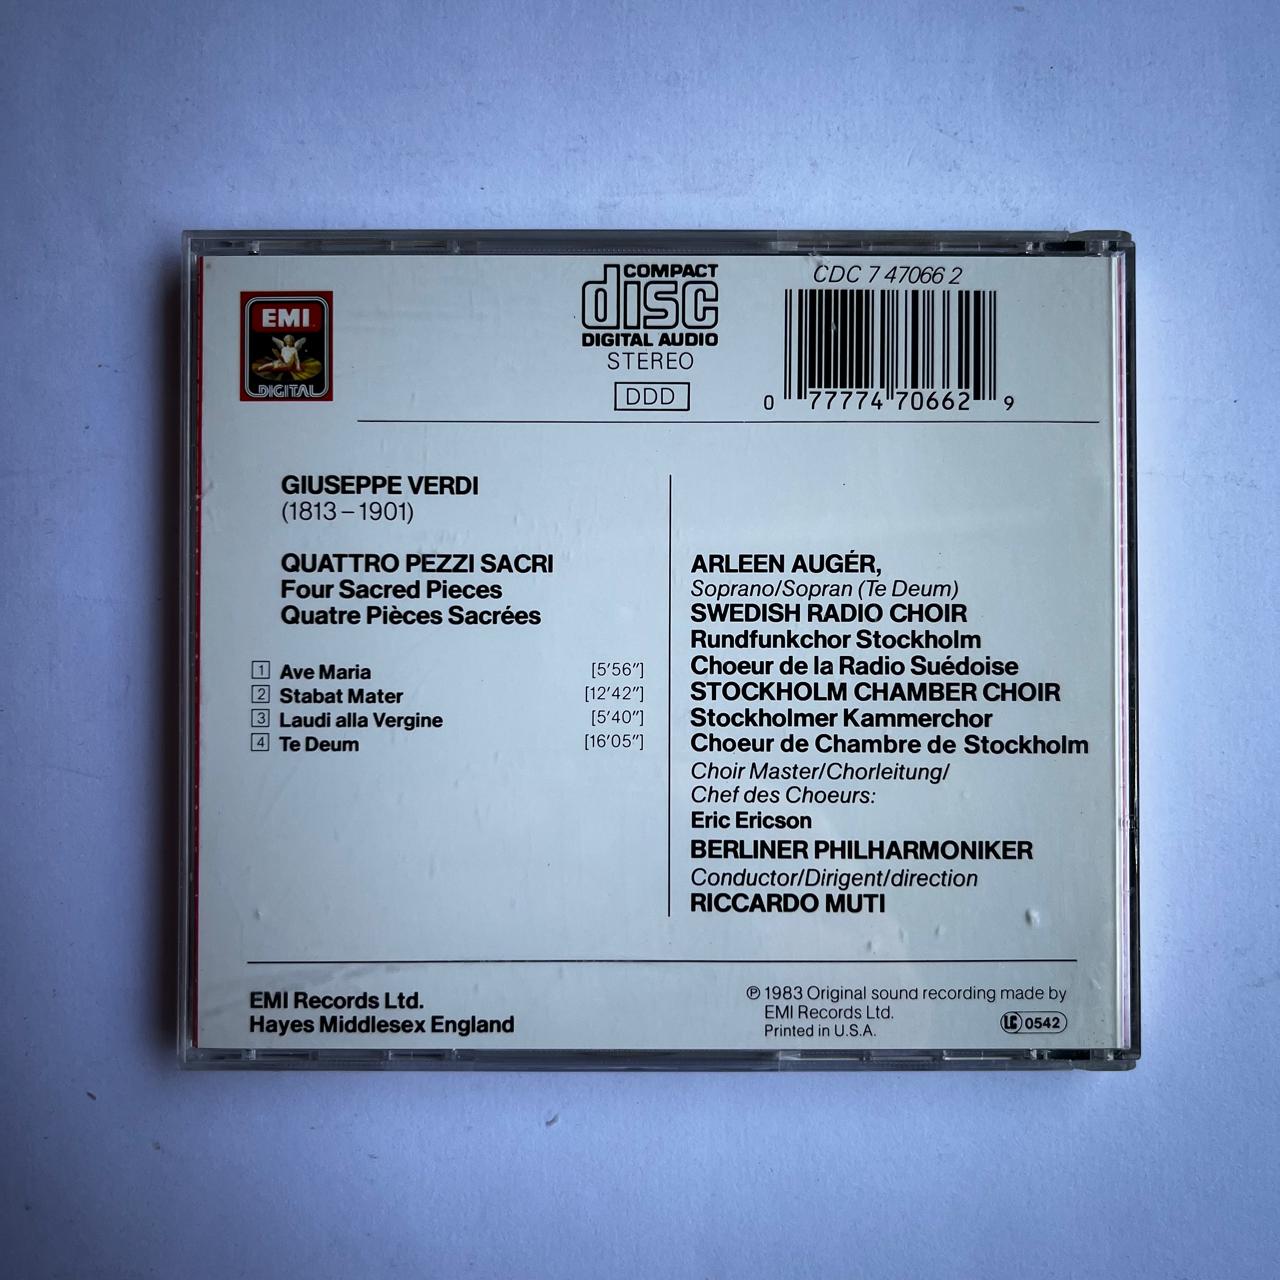 EMI
DIGITAL
COMPACT
disc
DIGITAL AUDIO
STEREO
DDD
CDC 7 47066 2
0 77774 70662 9
GIUSEPPE VERDI
(1813–1901)
QUATTRO PEZZI SACRI
Four Sacred Pieces
Quatre Pièces Sacrées
1 Ave Maria [5′56″]
2 Stabat Mater [12′42″]
3 Laudi alla Vergine [5′40″]
4 Te Deum [16′05″]
ARLEEN AUGÉR,
Soprano/Sopran (Te Deum)
SWEDISH RADIO CHOIR
Rundfunkchor Stockholm
Choeur de la Radio Suédoise
STOCKHOLM CHAMBER CHOIR
Stockholmer Kammerchor
Choeur de Chambre de Stockholm
Choir Master/Chorleitung/
Chef des Choeurs:
Eric Ericson
BERLINER PHILHARMONIKER
Conductor/Dirigent/direction
RICCARDO MUTI
EMI Records Ltd.
Hayes Middlesex England
℗ 1983 Original sound recording made by
EMI Records Ltd.
Printed in U.S.A.
LC 0542